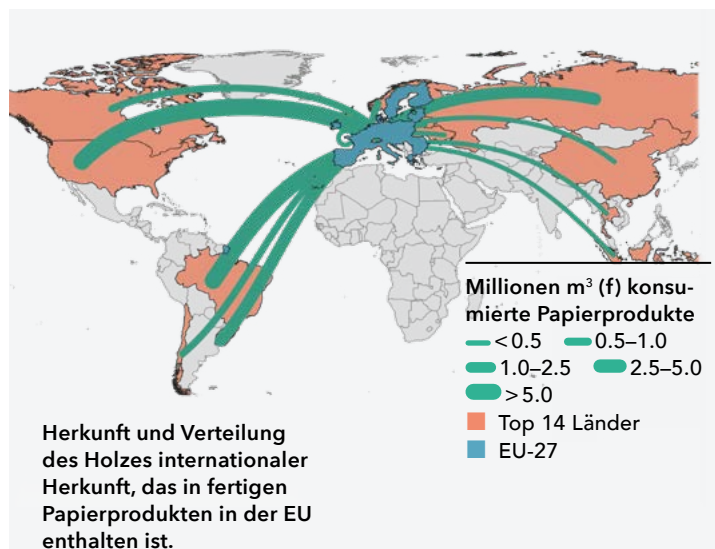 Millionen m³ (f) konsu-
mierte Papierprodukte
<0.5 0.5–1.0
1.0–2.5 2.5–5.0
>5.0
Top 14 Länder
EU-27
Herkunft und Verteilung
des Holzes internationaler
Herkunft, das in fertigen
Papierprodukten in der EU
enthalten ist.